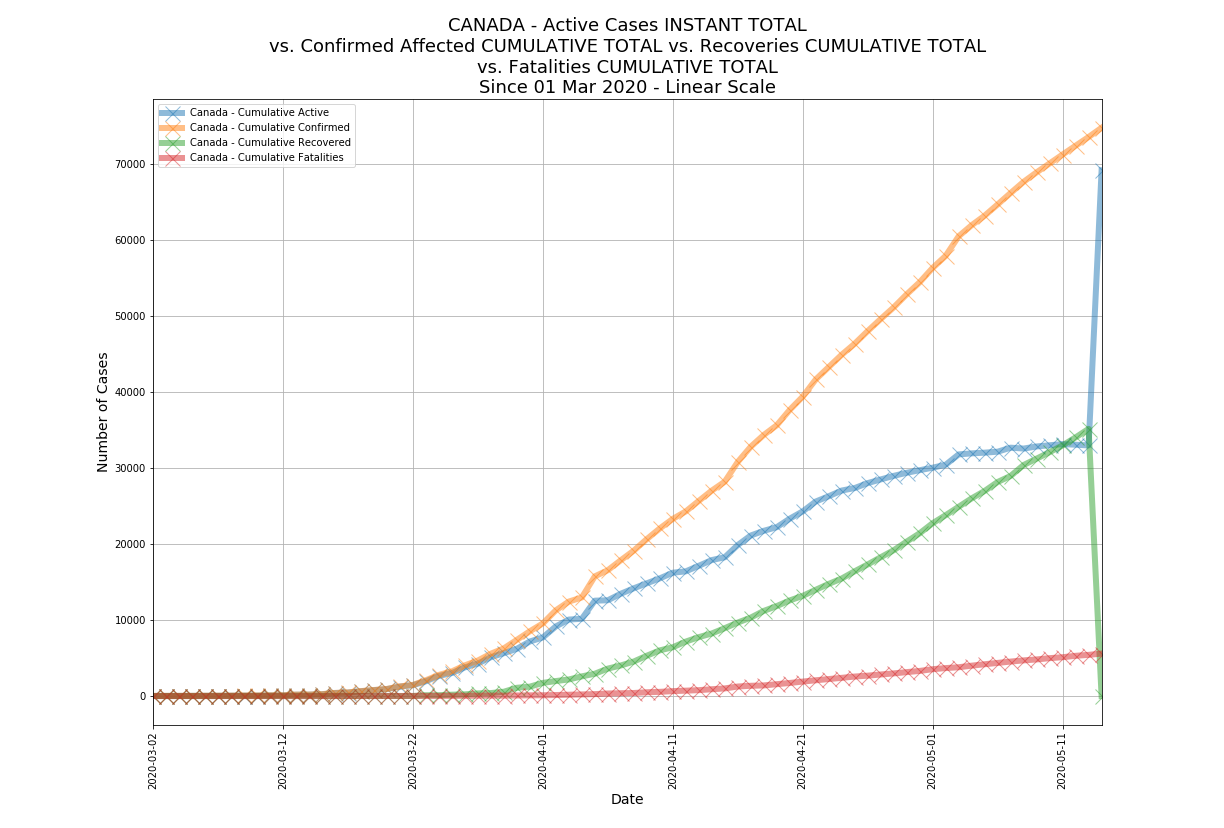 CANADA - Active Cases INSTANT TOTAL
vs. Confirmed Affected CUMULATIVE TOTAL vs. Recoveries CUMULATIVE TOTAL
vs. Fatalities CUMULATIVE TOTAL
Since 01 Mar 2020 - Linear Scale
Canada - Cumulative Active
Canada - Cumulative Confirmed
Canada - Cumulative Recovered
Canada - Cumulative Fatalities
Number of Cases
70000
60000
50000
40000
30000
20000
10000
0
2020-03-02
2020-03-12
2020-03-22
2020-04-01
2020-04-11
2020-04-21
2020-05-01
2020-05-11
Date